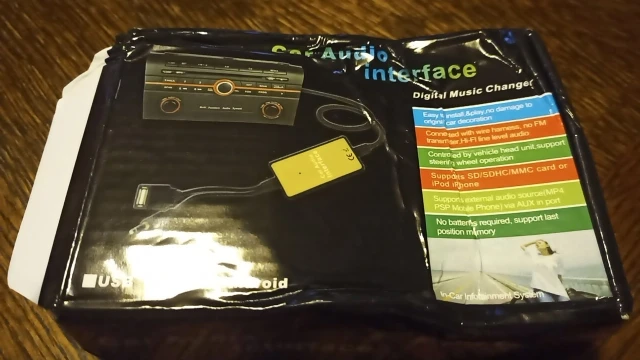 Car Audio
interface
Digital Music Changer
Easy to install &play,no damage to
original car decoration
Connected with wire harness, no FM
transmitter,HI-FI line level audio
Controlled by vehicle head unit,support
steering wheel operation
Supports SD/SDHC/MMC card or
iPod iPhone
Supports external audio source(MP4
PSP Mobile Phone) via AUX in port
No batteries required, support last
position memory
USB
In-Car Infotainment System